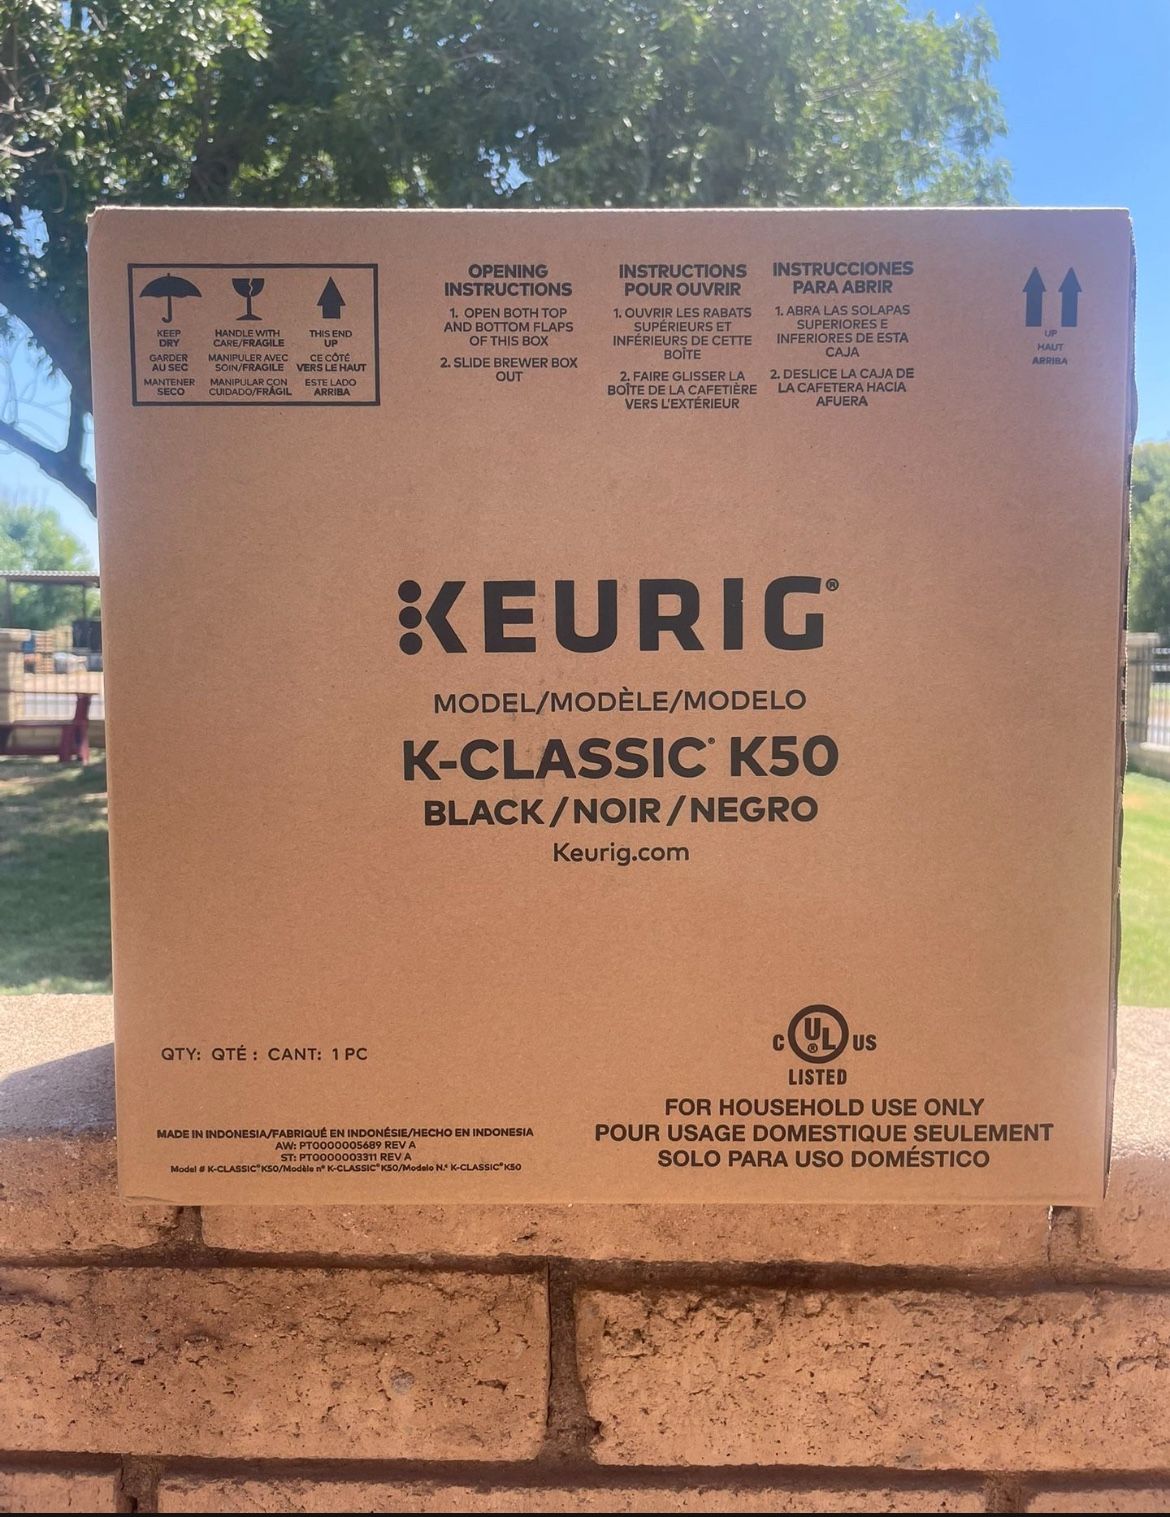 KEEP
DRY
GARDER
AU SEC
MANTENER
SECO
HANDLE WITH
CARE/FRAGILE
MANIPULER AVEC
SOIN/FRAGILE
MANIPULAR CON
CUIDADO/FRÁGIL
THIS END
UP
CE CÔTÉ
VERS LE HAUT
ESTE LADO
ARRIBA
OPENING
INSTRUCTIONS
1. OPEN BOTH TOP
AND BOTTOM FLAPS
OF THIS BOX
2. SLIDE BREWER BOX
OUT
INSTRUCTIONS
POUR OUVRIR
1. OUVRIR LES RABATS
SUPÉRIEURS ET
INFÉRIEURS DE CETTE
BOÎTE
2. FAIRE GLISSER LA
BOÎTE DE LA CAFETIÈRE
VERS L'EXTÉRIEUR
INSTRUCCIONES
PARA ABRIR
1. ABRA LAS SOLAPAS
SUPERIORES E
INFERIORES DE ESTA
CAJA
2. DESLICE LA CAJA DE
LA CAFETERA HACIA
AFUERA
UP
HAUT
ARRIBA
KEURIG®
MODEL/MODÈLE/MODELO
K-CLASSIC® K50
BLACK/NOIR/NEGRO
Keurig.com
QTY: QTÉ : CANT: 1 PC
C UL® US
LISTED
FOR HOUSEHOLD USE ONLY
POUR USAGE DOMESTIQUE SEULEMENT
SOLO PARA USO DOMÉSTICO
MADE IN INDONESIA/FABRIQUÉ EN INDONÉSIE/HECHO EN INDONESIA
AW: PT0000005689 REV A
ST: PT0000003311 REV A
Model # K-CLASSIC® K50/Modèle nº K-CLASSIC® K50/Modelo N.º K-CLASSIC® K50